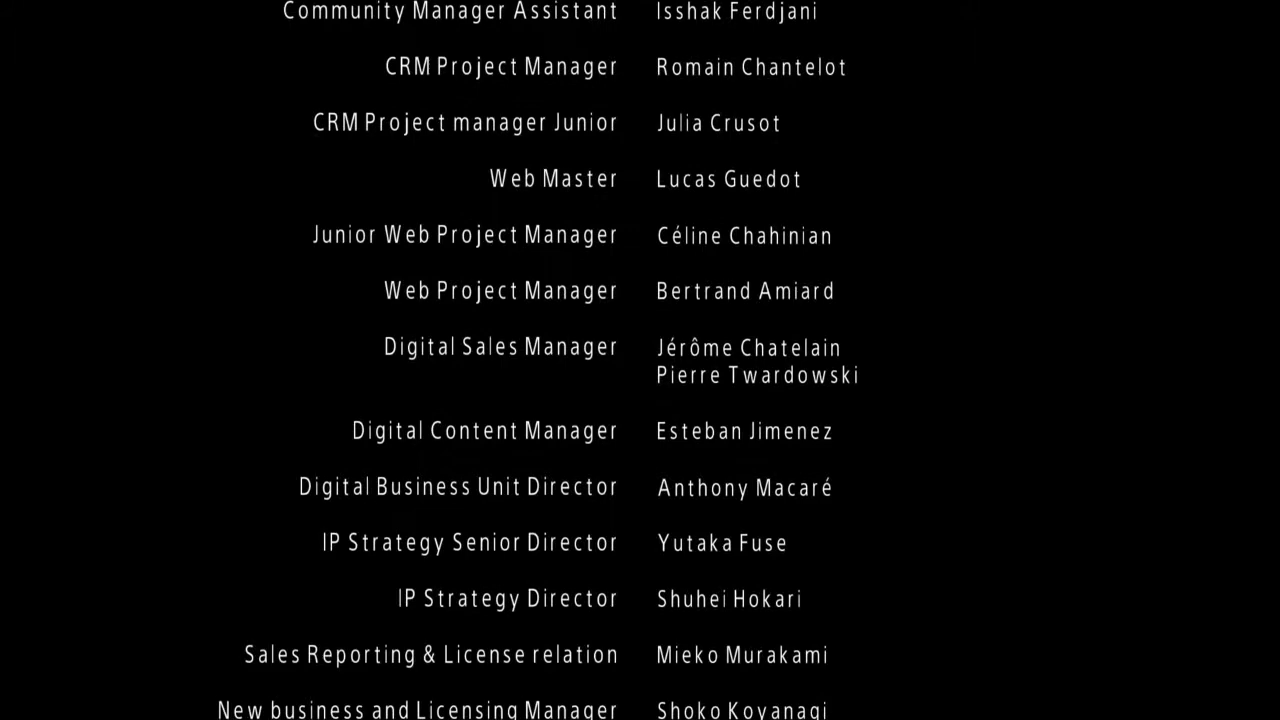 Community Manager Assistant Isshak Ferdjani
CRM Project Manager Romain Chantelot
CRM Project manager Junior Julia Crusot
Web Master Lucas Guedot
Junior Web Project Manager Céline Chahinian
Web Project Manager Bertrand Amiard
Digital Sales Manager Jérôme Chatelain
Pierre Twardowski
Digital Content Manager Esteban Jimenez
Digital Business Unit Director Anthony Macaré
IP Strategy Senior Director Yutaka Fuse
IP Strategy Director Shuhei Hokari
Sales Reporting & License relation Mieko Murakami
New business and Licensing Manager Shoko Koyanagi